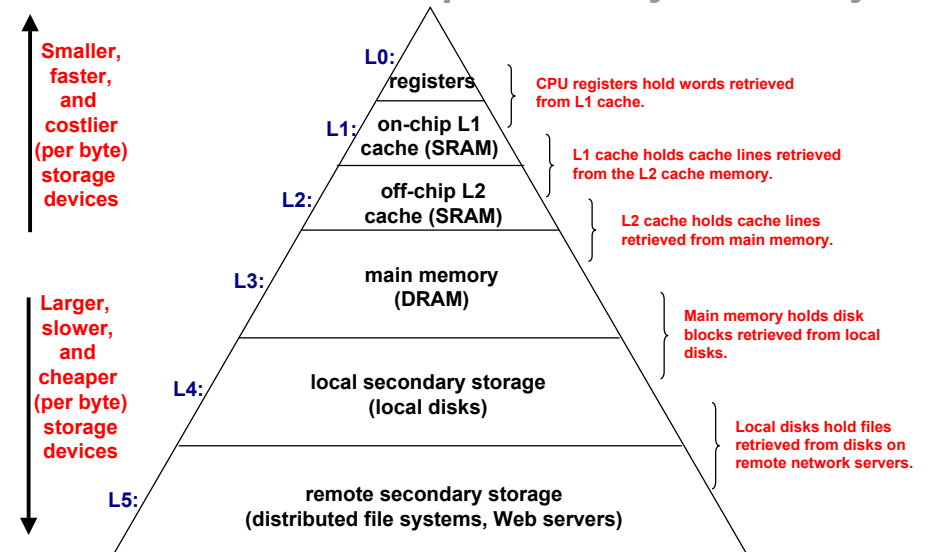 Smaller,
faster,
and
costlier
(per byte)
storage
devices
Larger,
slower,
and
cheaper
(per byte)
storage
devices
L0:
registers
CPU registers hold words retrieved
from L1 cache.
L1:
on-chip L1
cache (SRAM)
L1 cache holds cache lines retrieved
from the L2 cache memory.
L2:
off-chip L2
cache (SRAM)
L2 cache holds cache lines
retrieved from main memory.
L3:
main memory
(DRAM)
Main memory holds disk
blocks retrieved from local
disks.
L4:
local secondary storage
(local disks)
Local disks hold files
retrieved from disks on
remote network servers.
L5:
remote secondary storage
(distributed file systems, Web servers)